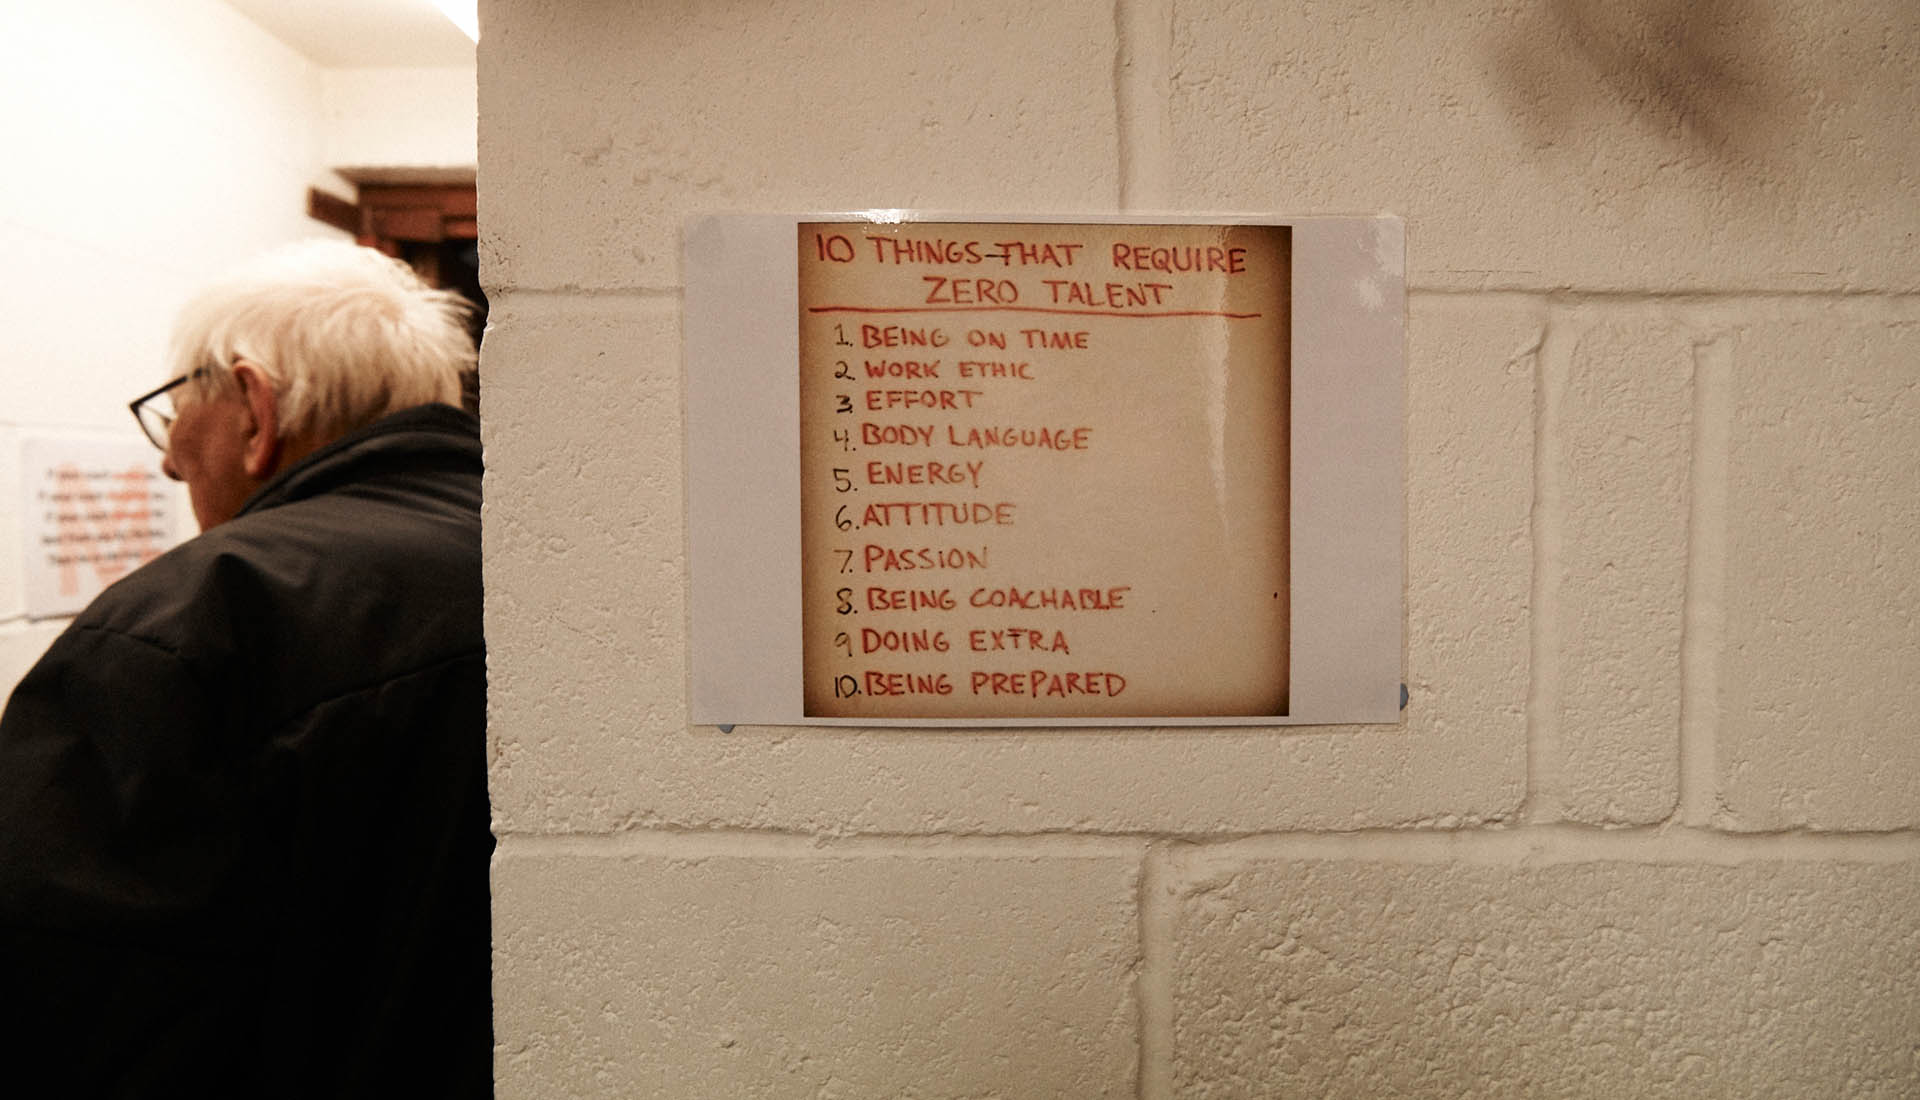 10 THINGS THAT REQUIRE
ZERO TALENT
1. BEING ON TIME
2 WORK ETHIC
3. EFFORT
4. BODY LANGUAGE
5. ENERGY
6. ATTITUDE
7. PASSION
8. BEING COACHABLE
9 DOING EXTRA
10. BEING PREPARED